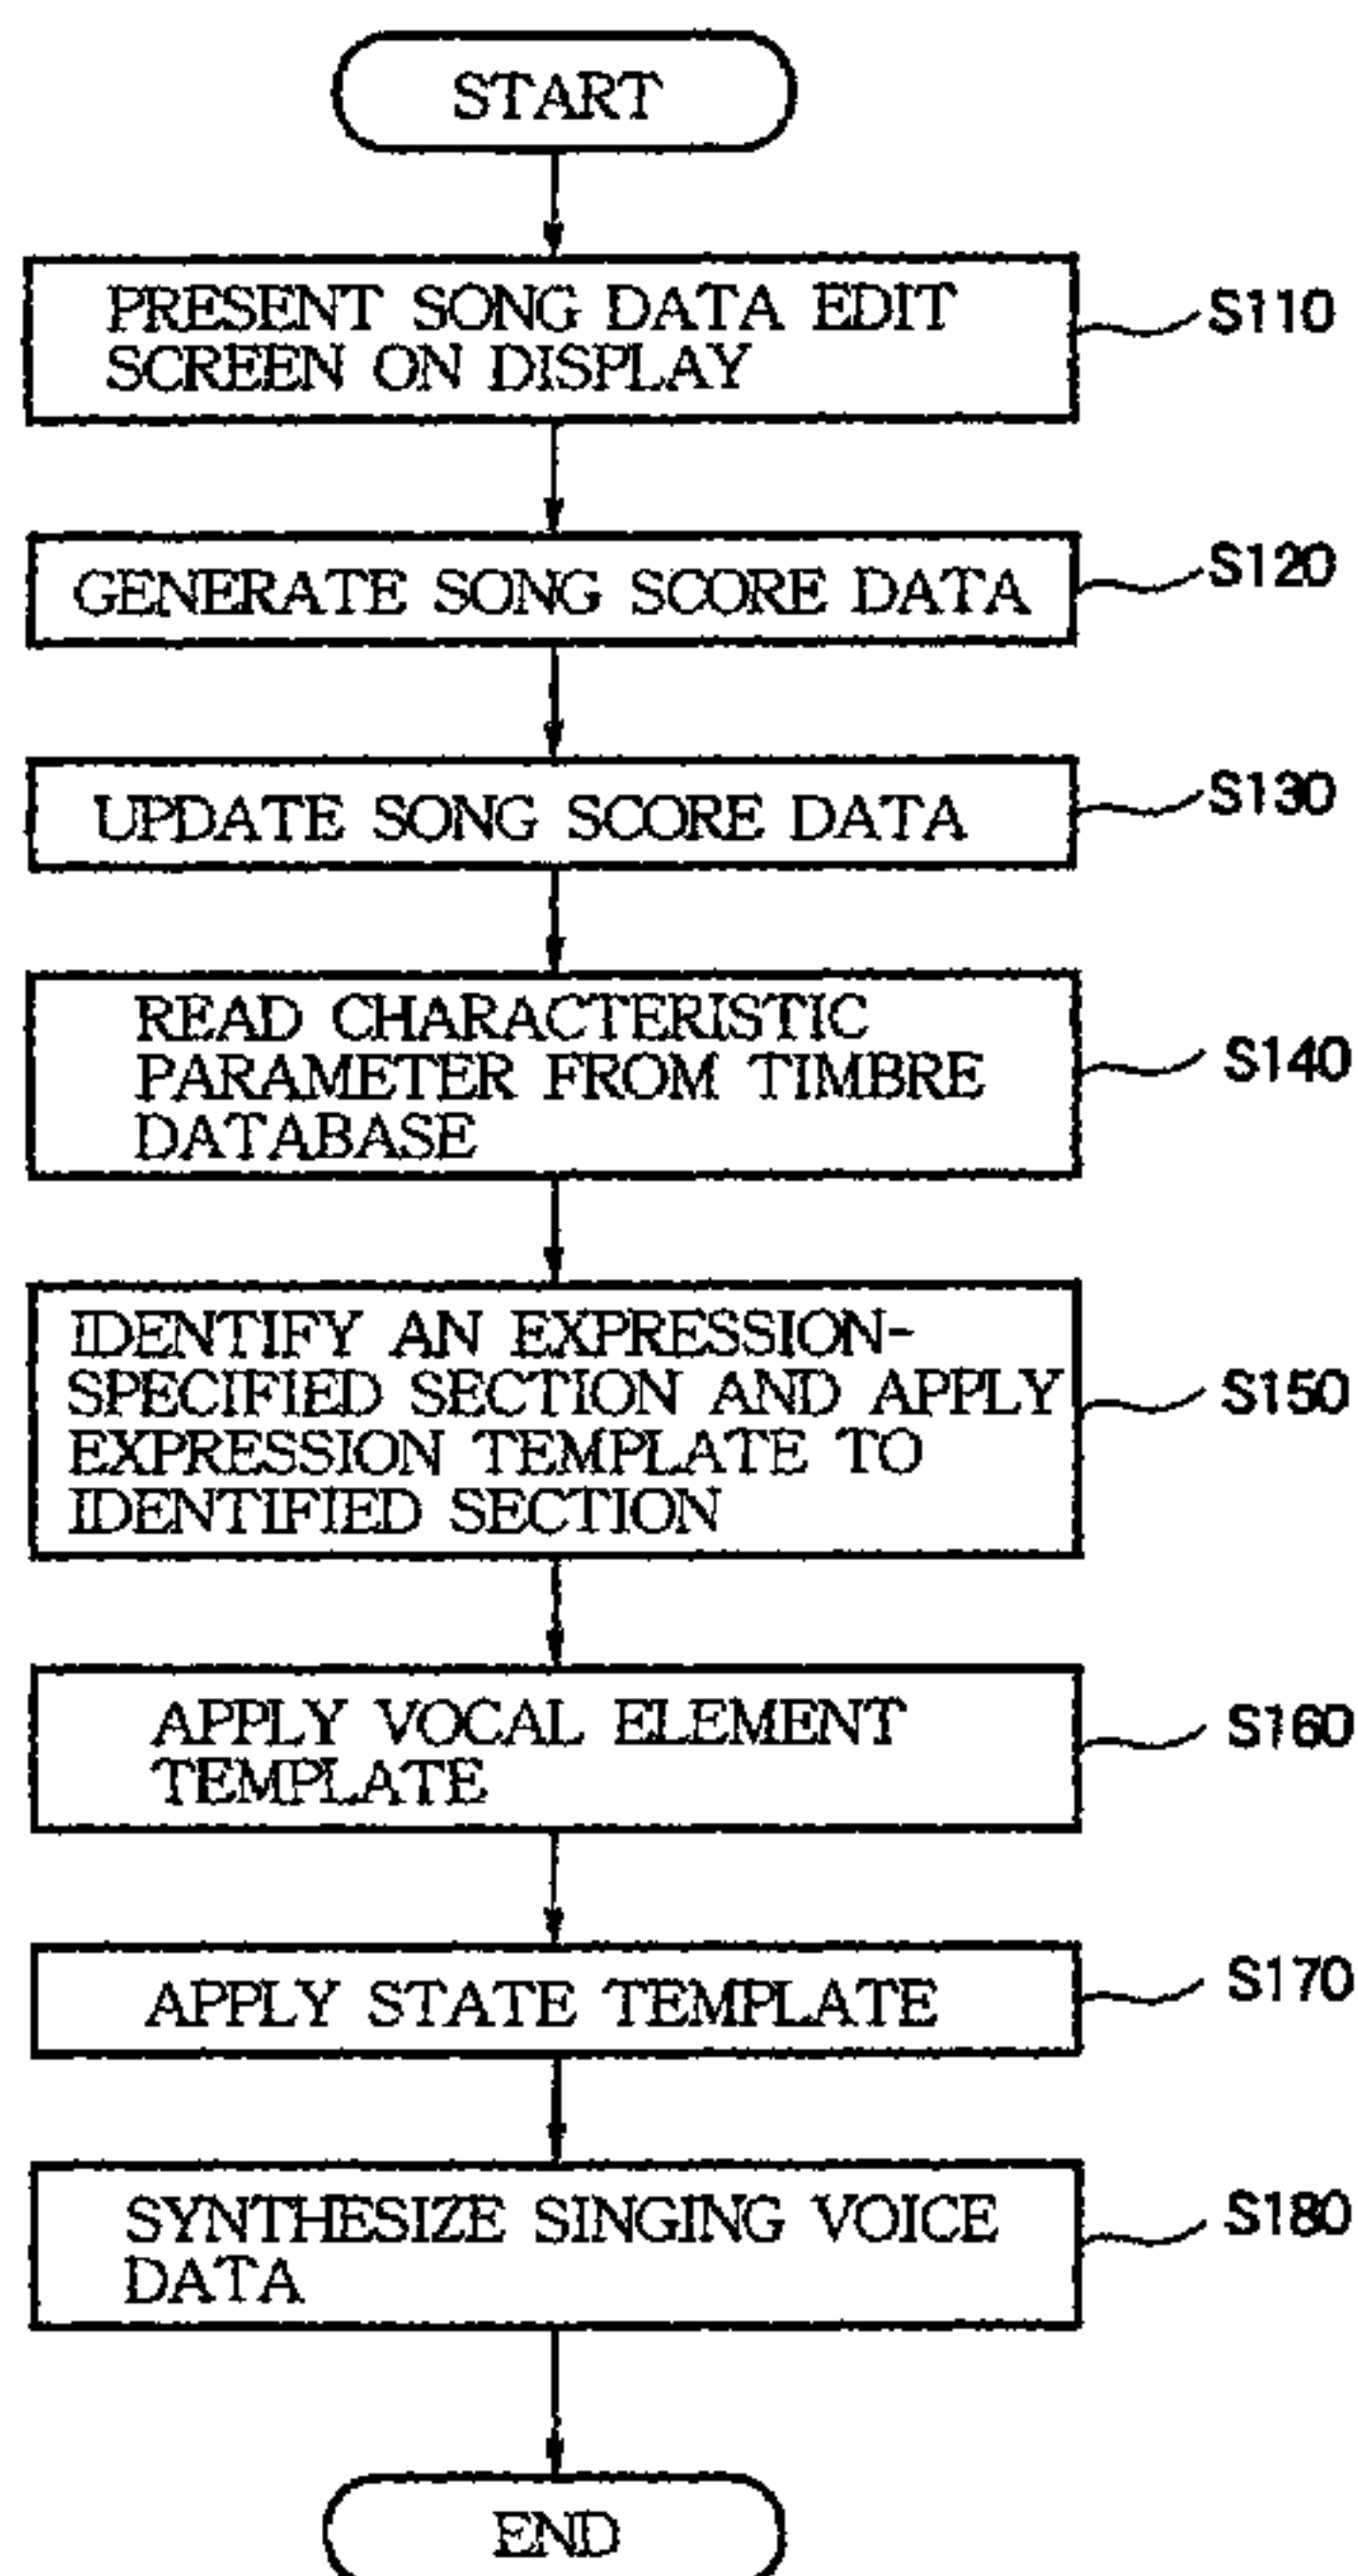 START
PRESENT SONG DATA EDIT
SCREEN ON DISPLAY
S110
GENERATE SONG SCORE DATA
S120
UPDATE SONG SCORE DATA
S130
READ CHARACTERISTIC
PARAMETER FROM TIMBRE
DATABASE
S140
IDENTIFY AN EXPRESSION-
SPECIFIED SECTION AND APPLY
EXPRESSION TEMPLATE TO
IDENTIFIED SECTION
S150
APPLY VOCAL ELEMENT
TEMPLATE
S160
APPLY STATE TEMPLATE
S170
SYNTHESIZE SINGING VOICE
DATA
S180
END